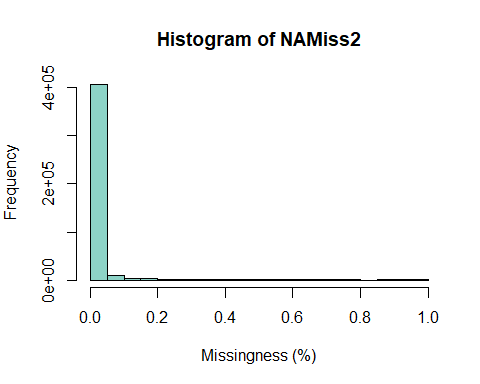 Histogram of NAMiss2
Frequency
4e+05
2e+05
0e+00
0.0 0.2 0.4 0.6 0.8 1.0
Missingness (%)